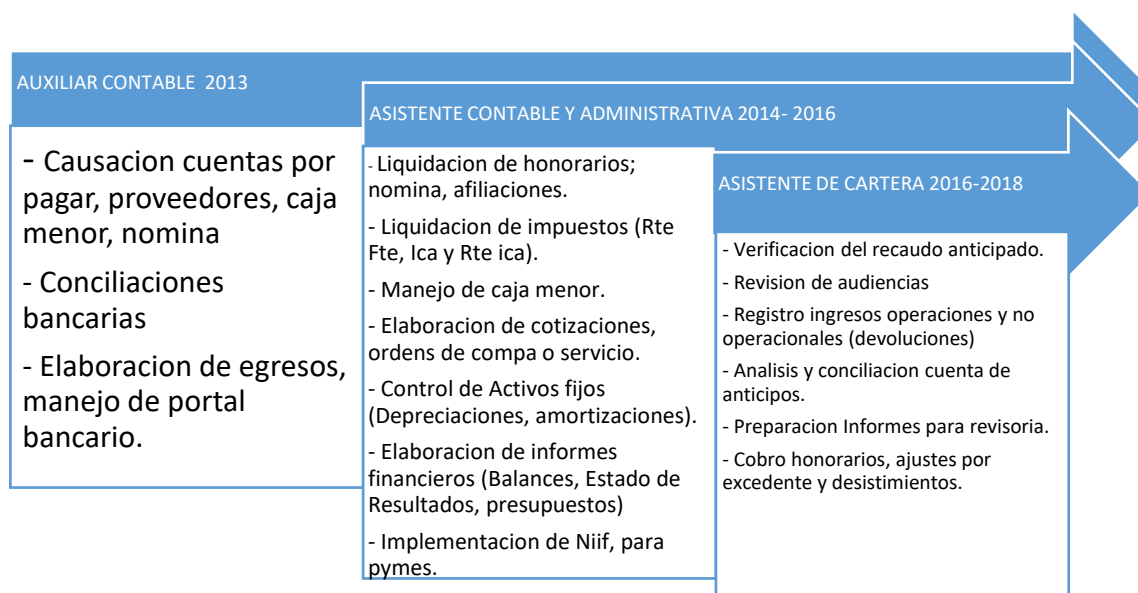 AUXILIAR CONTABLE 2013
- Causacion cuentas por
pagar, proveedores, caja
menor, nomina
- Conciliaciones
bancarias
- Elaboracion de egresos,
manejo de portal
bancario.
ASISTENTE CONTABLE Y ADMINISTRATIVA 2014- 2016
- Liquidacion de honorarios;
nomina, afiliaciones.
- Liquidacion de impuestos (Rte
Fte, Ica y Rte ica).
- Manejo de caja menor.
- Elaboracion de cotizaciones,
ordens de compa o servicio.
- Control de Activos fijos
(Depreciaciones, amortizaciones).
- Elaboracion de informes
financieros (Balances, Estado de
Resultados, presupuestos)
- Implementacion de Niif, para
pymes.
ASISTENTE DE CARTERA 2016-2018
- Verificacion del recaudo anticipado.
- Revision de audiencias
- Registro ingresos operaciones y no
operacionales (devoluciones)
- Analisis y conciliacion cuenta de
anticipos.
- Preparacion Informes para revisoria.
- Cobro honorarios, ajustes por
excedente y desistimientos.